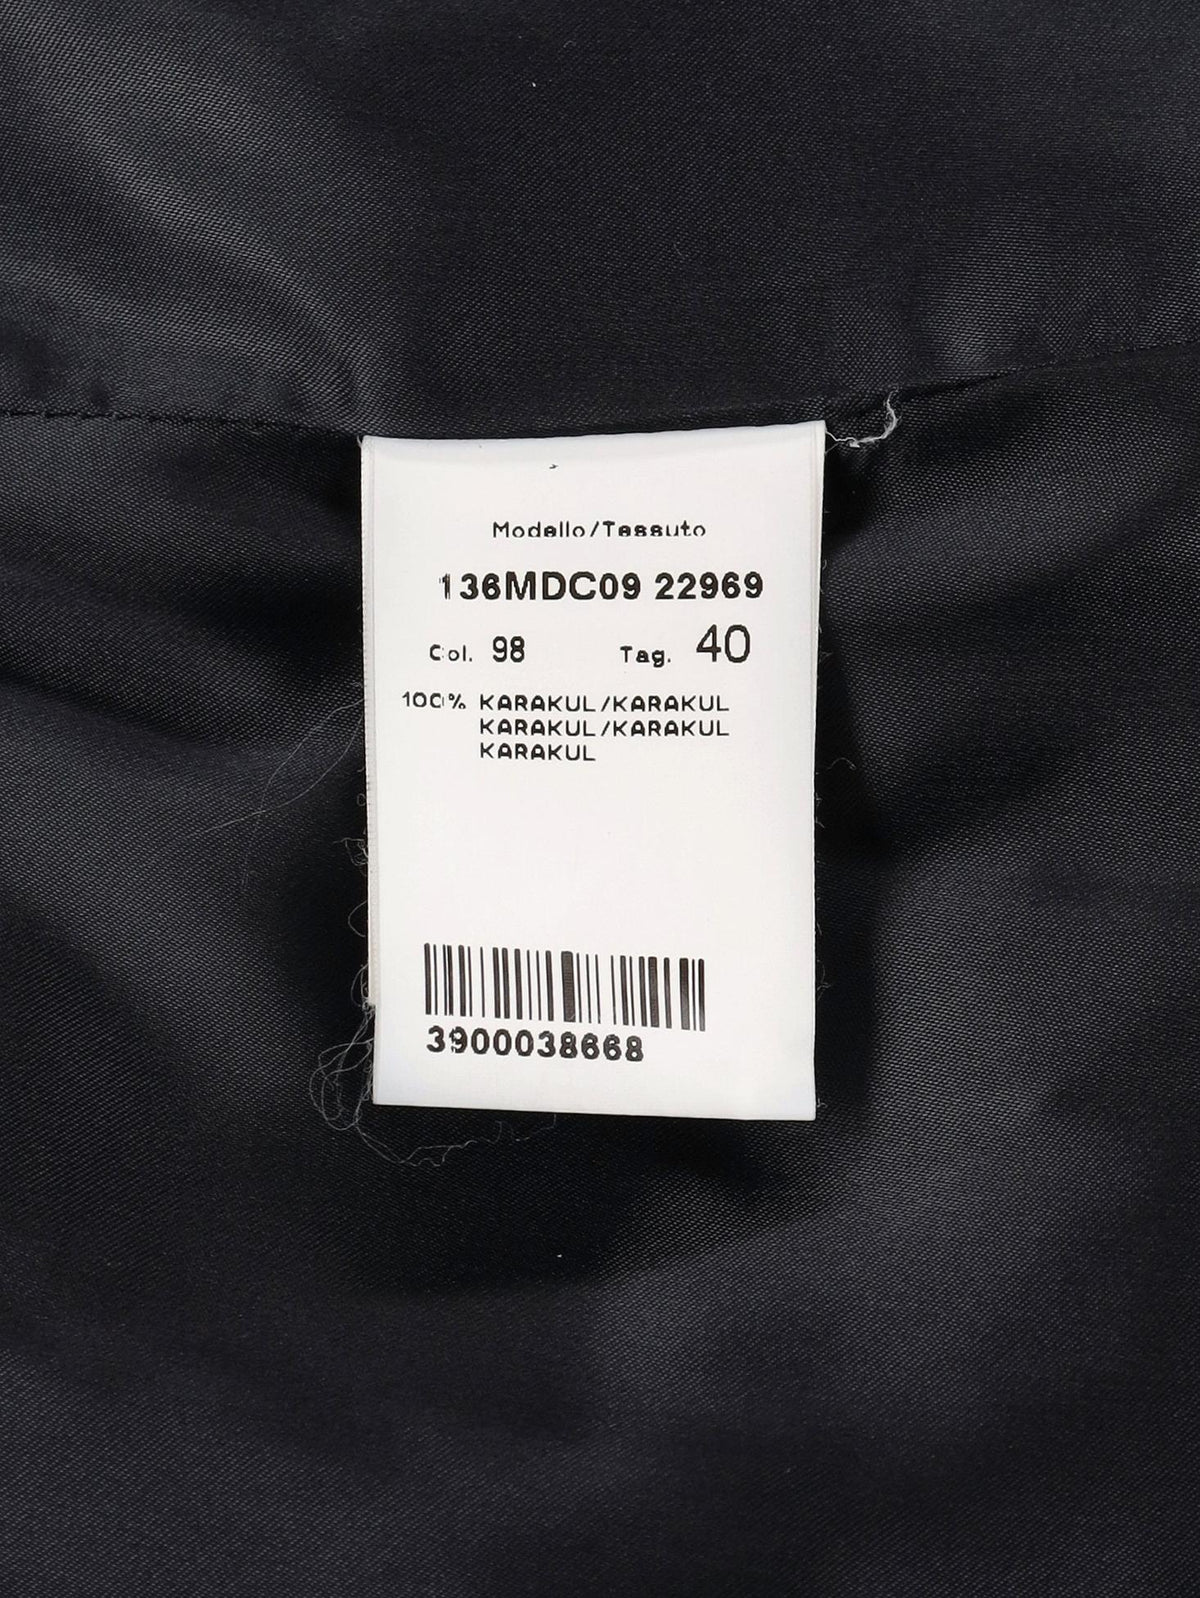 Modello/Tessuto
136MDC09 22969
Col. 98 Tag. 40
100% KARAKUL/KARAKUL
KARAKUL/KARAKUL
KARAKUL
3900038668